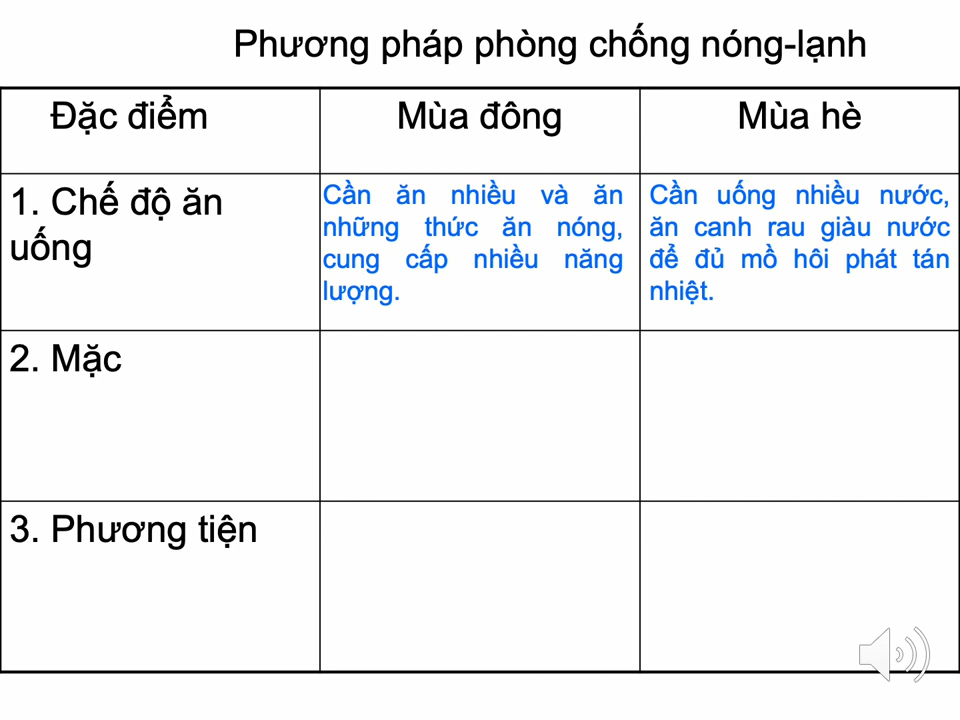 Phương pháp phòng chống nóng-lạnh
Đặc điểm
Mùa đông
Mùa hè
1. Chế độ ăn
uống
Cần ăn nhiều và ăn
những thức ăn nóng,
cung cấp nhiều năng
lượng.
Cần uống nhiều nước,
ăn canh rau giàu nước
để đủ mồ hôi phát tán
nhiệt.
2. Mặc
3. Phương tiện